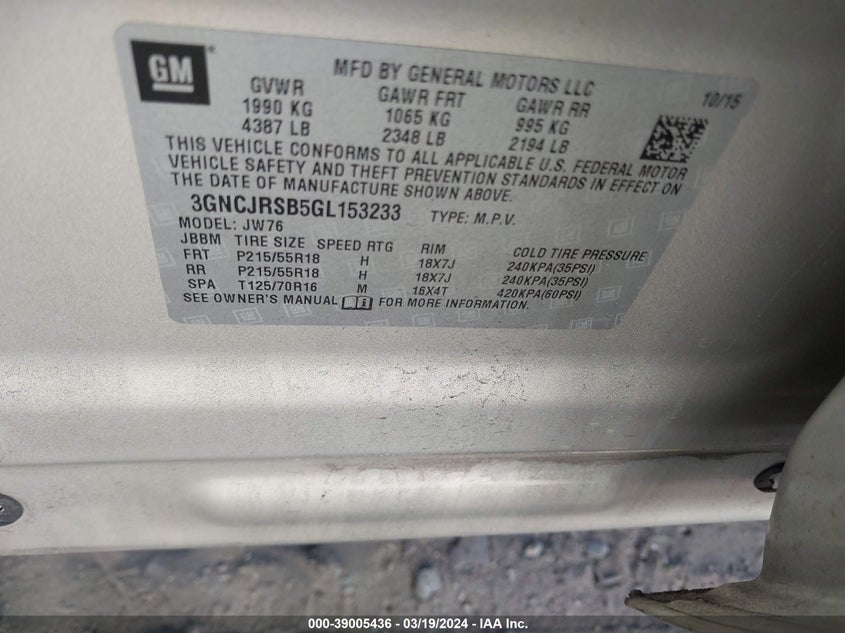 GM
MFD BY GENERAL MOTORS LLC
10/15
GVWR GAWR FRT GAWR RR
1990 KG 1065 KG 995 KG
4387 LB 2348 LB 2194 LB
THIS VEHICLE CONFORMS TO ALL APPLICABLE U.S. FEDERAL MOTOR
VEHICLE SAFETY AND THEFT PREVENTION STANDARDS IN EFFECT ON
THE DATE OF MANUFACTURE SHOWN ABOVE.
3GNCJRSB5GL153233 TYPE: M.P.V.
MODEL: JW76
JBBM TIRE SIZE SPEED RTG RIM COLD TIRE PRESSURE
FRT P215/55R18 H 18X7J 240KPA(35PSI)
RR P215/55R18 H 18X7J 240KPA(35PSI)
SPA T125/70R16 M 16X4T 420KPA(60PSI)
SEE OWNER'S MANUAL FOR MORE INFORMATION.
000-39005436 - 03/19/2024 - IAA Inc.